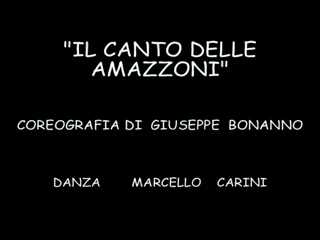 "IL CANTO DELLE
AMAZZONI"
COREOGRAFIA DI GIUSEPPE BONANNO
DANZA MARCELLO CARINI